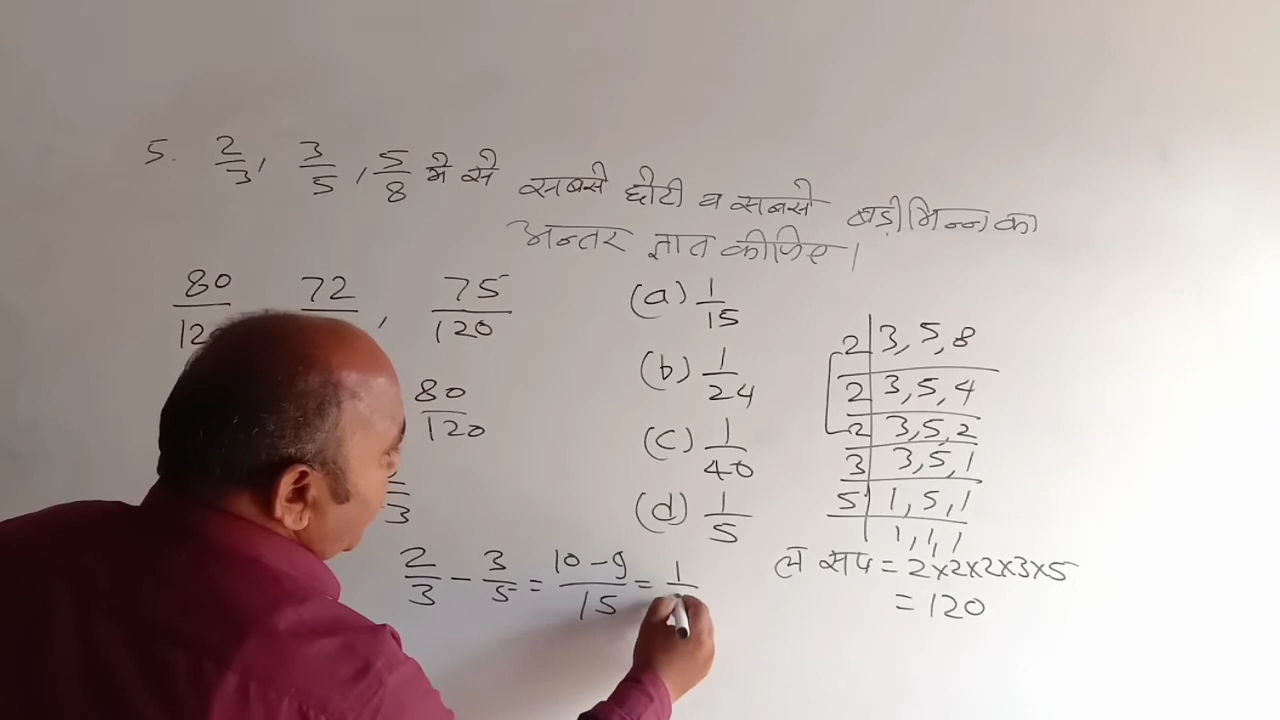 5. 2/3, 3/5, 5/8 मे से सबसे छोटी व सबसे बड़ी भिन्न का
अन्तर ज्ञात कीजिए।
80/120 72 , 75/120
80/120
3
2/3 - 3/5 = 10-9/15 = 1
(a) 1/15
(b) 1/24
(c) 1/40
(d) 1/5
2 | 3, 5, 8
2 | 3, 5, 4
2 | 3, 5, 2
3 | 3, 5, 1
5 | 1, 5, 1
1, 1, 1
ल स प = 2×2×2×3×5
= 120